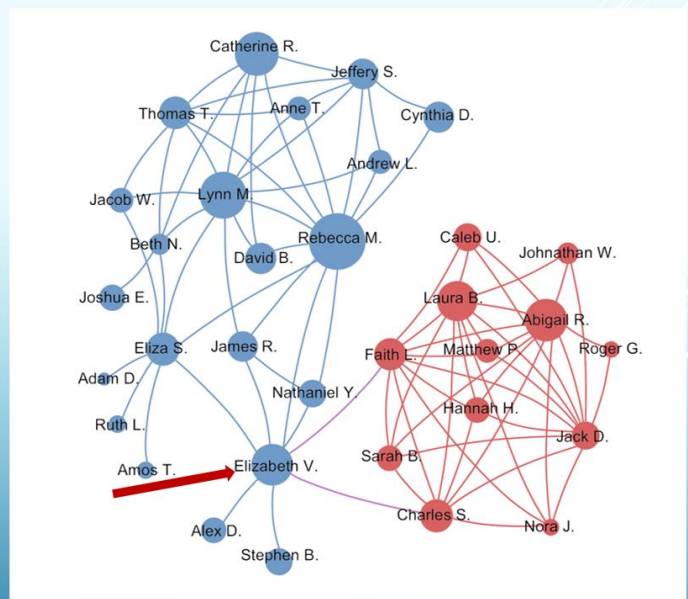 Catherine R.
Jeffery S.
Thomas T.
Anne T.
Cynthia D.
Andrew L.
Jacob W.
Lynn M.
Beth N.
David B.
Rebecca M.
Caleb U.
Johnathan W.
Joshua E.
Laura B.
Abigail R.
Eliza S.
James R.
Faith L.
Matthew P.
Roger G.
Adam D.
Nathaniel Y.
Hannah H.
Ruth L.
Jack D.
Sarah B.
Amos T.
Elizabeth V.
Charles S.
Nora J.
Alex D.
Stephen B.